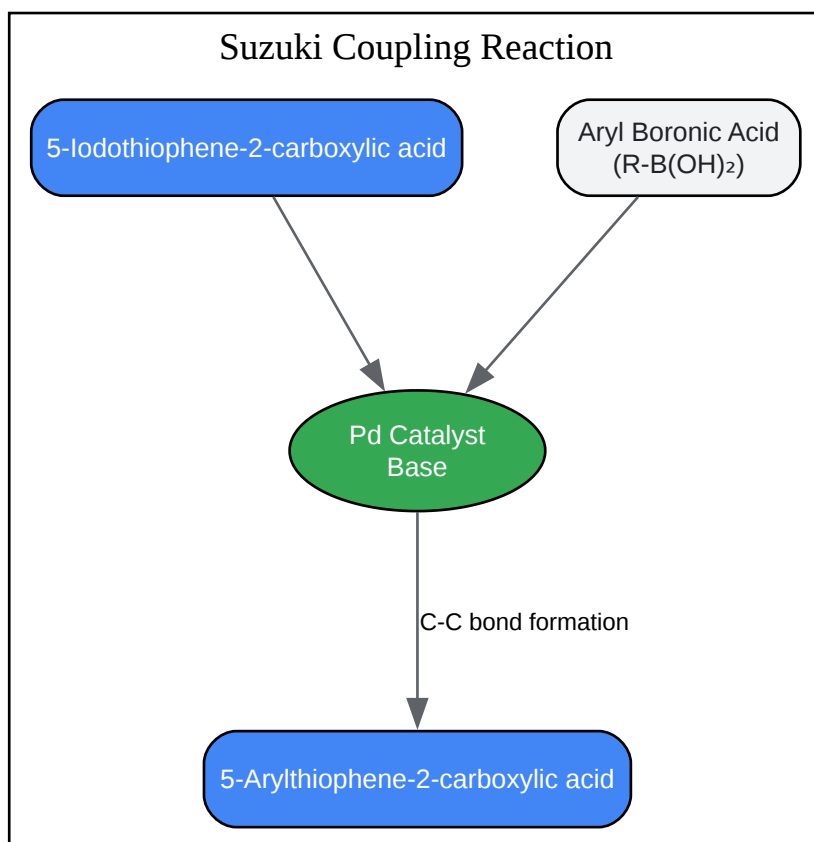 Suzuki Coupling Reaction
5-Iodothiophene-2-carboxylic acid
Aryl Boronic Acid
(R-B(OH)₂)
Pd Catalyst
Base
C-C bond formation
5-Arylthiophene-2-carboxylic acid